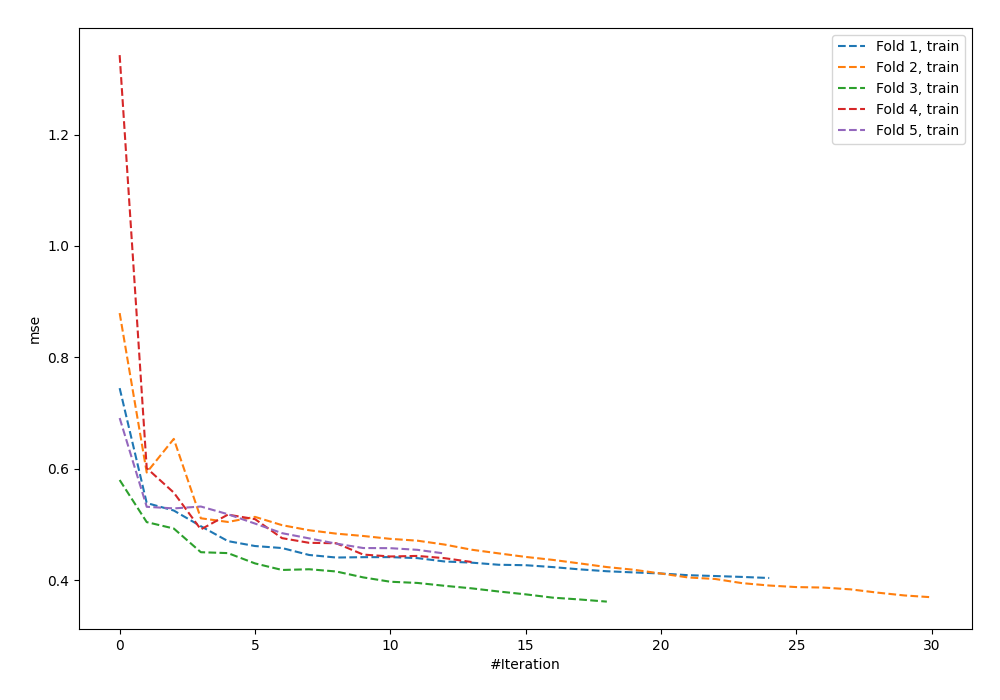 Fold 1, train
Fold 2, train
Fold 3, train
Fold 4, train
Fold 5, train
1.2
1.0
0.8
0.6
0.4
mse
0 5 10 15 20 25 30
#Iteration